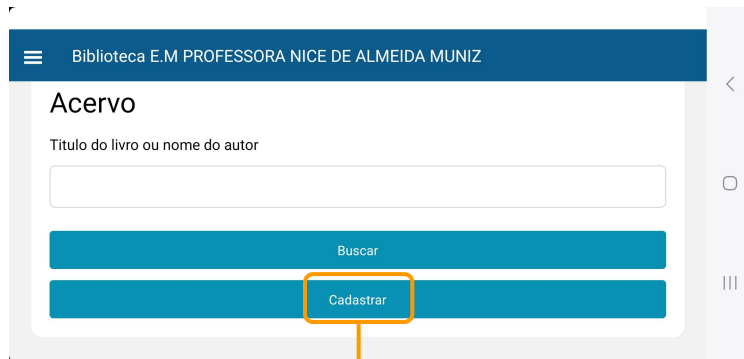 Biblioteca E.M PROFESSORA NICE DE ALMEIDA MUNIZ
Acervo
Titulo do livro ou nome do autor
Buscar
Cadastrar